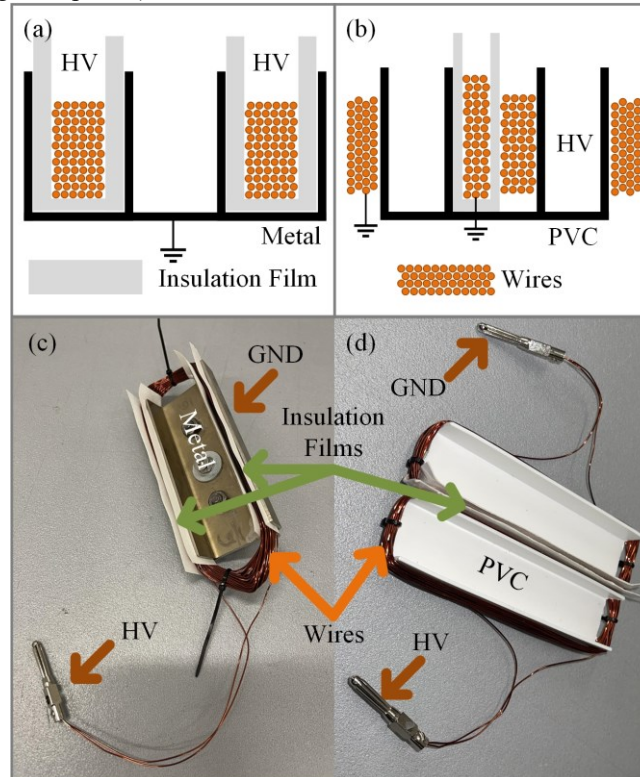 (a)
HV
HV
Metal
Insulation Film
(b)
HV
PVC
Wires
(c)
GND
Metal
Insulation
Films
Wires
HV
(d)
GND
PVC
HV